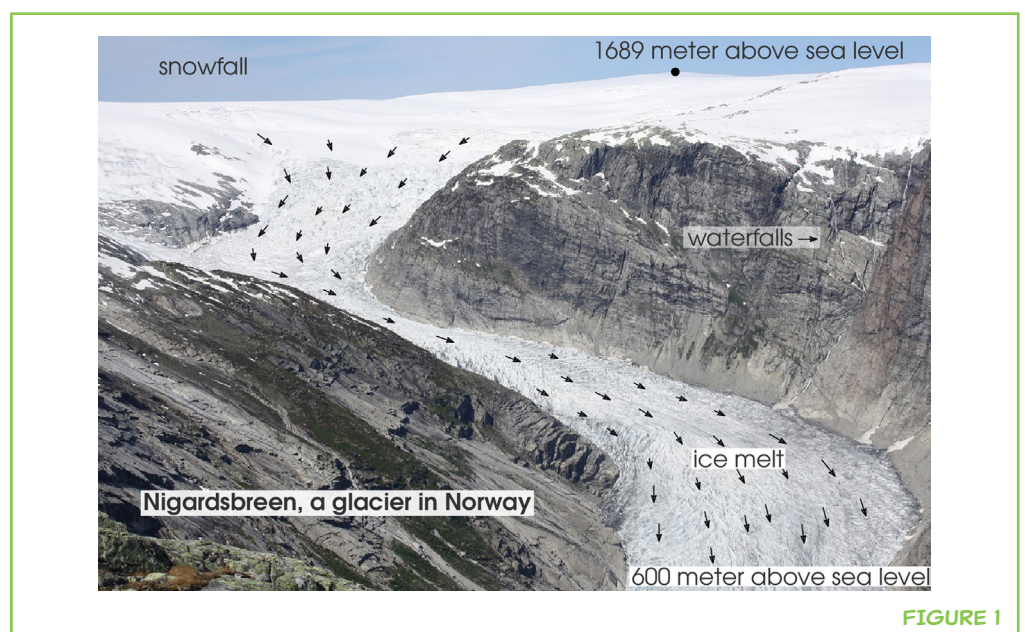 snowfall
1689 meter above sea level
waterfalls
ice melt
Nigardsbreen, a glacier in Norway
600 meter above sea level
FIGURE 1